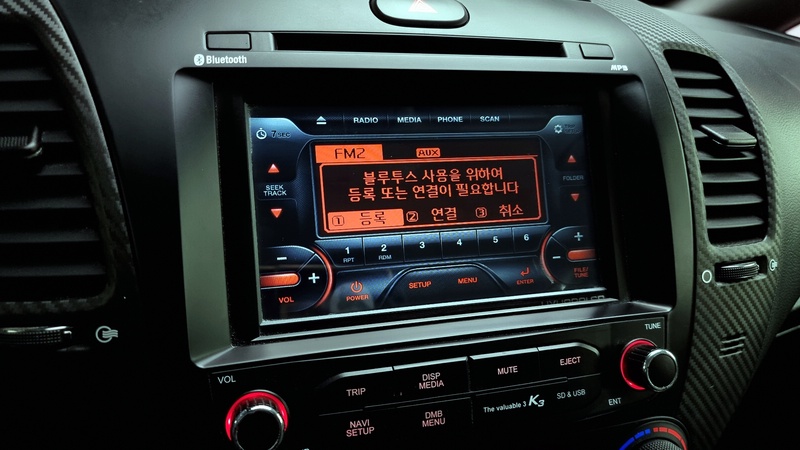 Bluetooth
MP3
RADIO MEDIA PHONE SCAN
7sec
FM2 AUX
블루투스 사용을 위하여
등록 또는 연결이 필요합니다
① 등록 ② 연결 ③ 취소
SEEK
TRACK
FOLDER
1 2 3 4 5 6
RPT RDM
VOL
POWER
SETUP MENU
ENTER
FILE/
TUNE
VOL
TUNE
TRIP
DISP
MEDIA
MUTE
EJECT
NAVI
SETUP
DMB
MENU
The valuable 3 K3
SD & USB
ENT